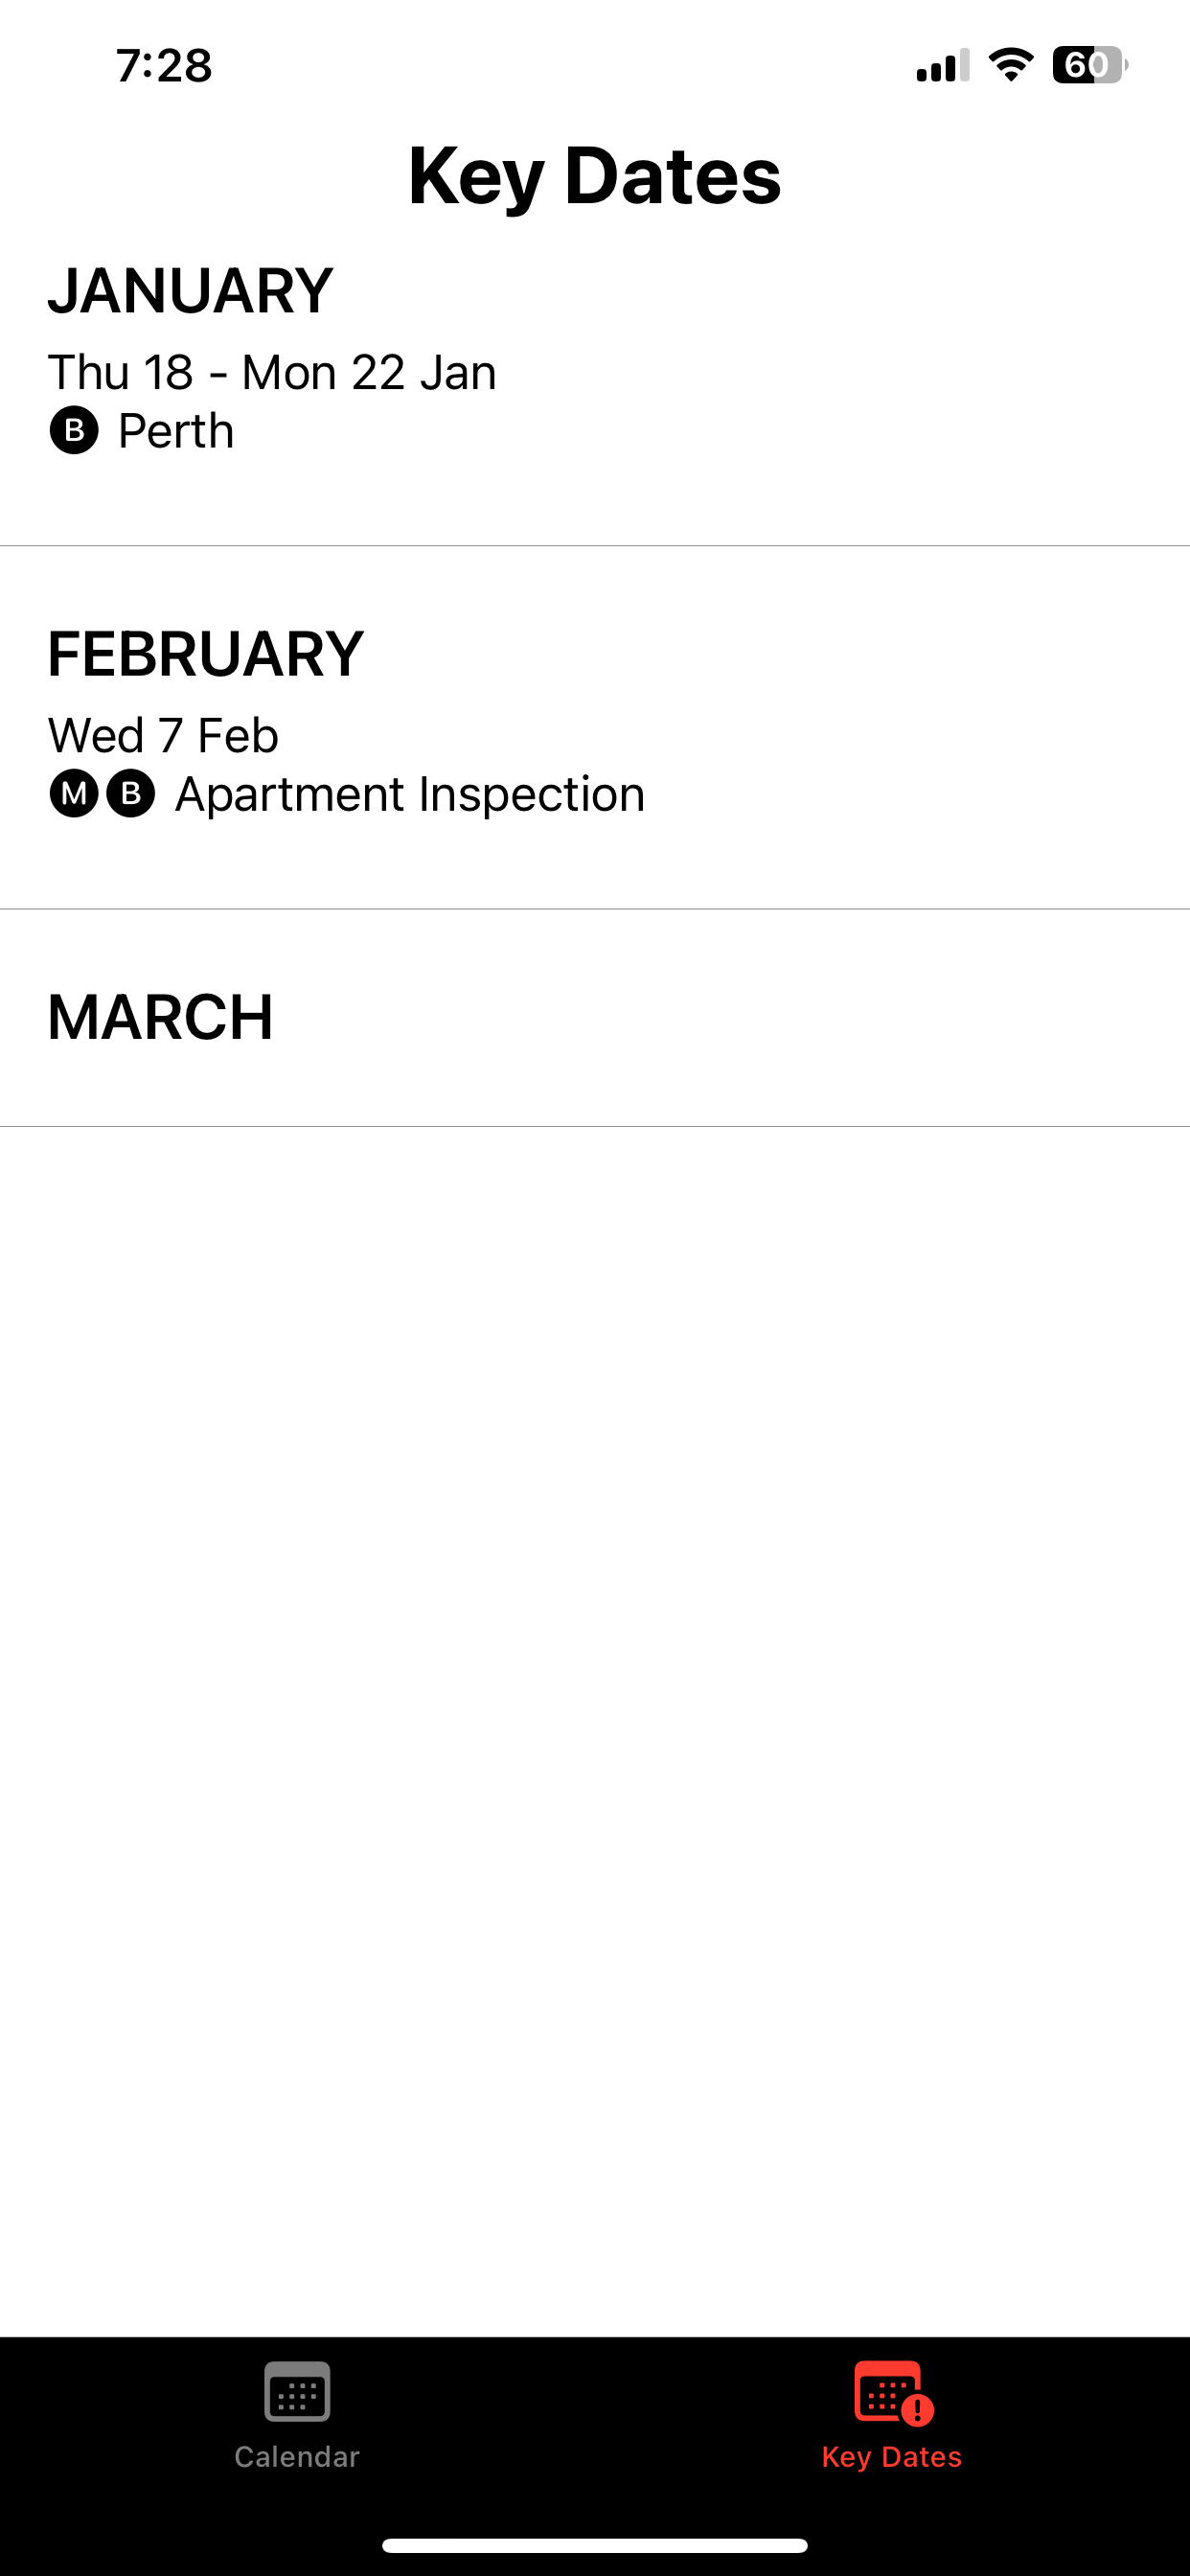 7:28
60
Key Dates
JANUARY
Thu 18 - Mon 22 Jan
B Perth
FEBRUARY
Wed 7 Feb
M B Apartment Inspection
MARCH
Calendar
Key Dates